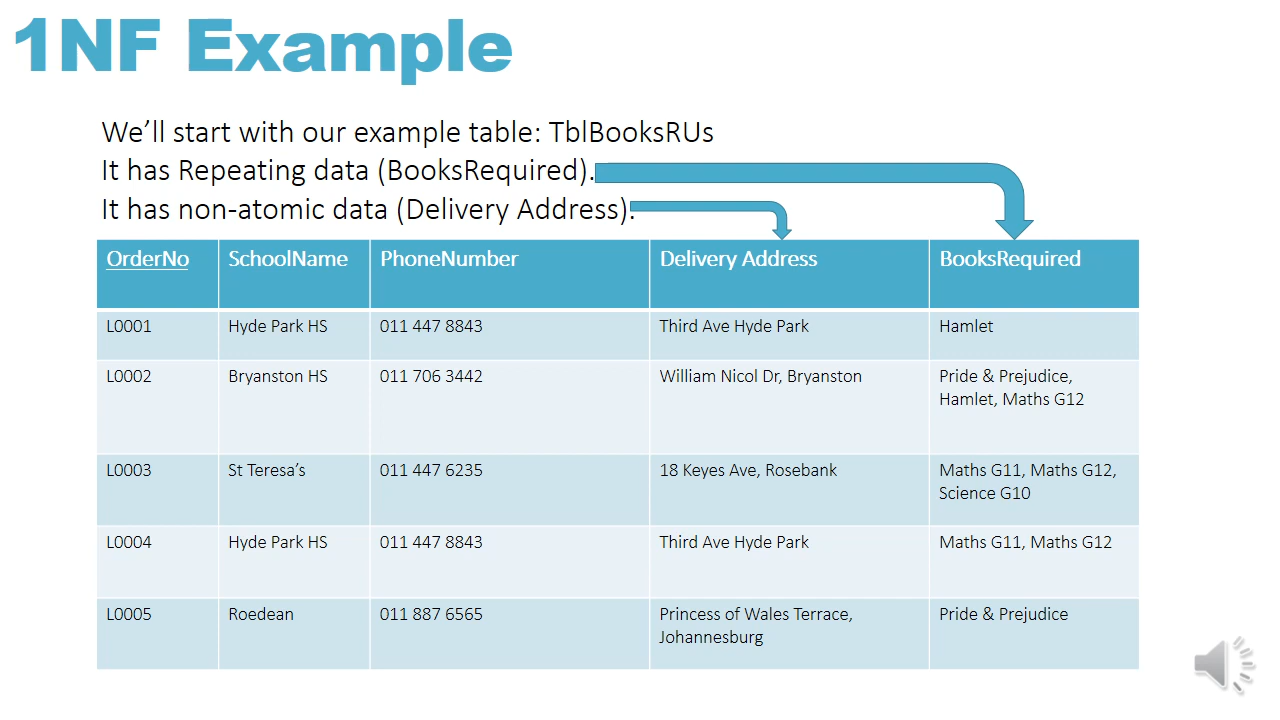 1NF Example
We’ll start with our example table: TblBooksRUs
It has Repeating data (BooksRequired).
It has non-atomic data (Delivery Address).
OrderNo SchoolName PhoneNumber Delivery Address BooksRequired
L0001 Hyde Park HS 011 447 8843 Third Ave Hyde Park Hamlet
L0002 Bryanston HS 011 706 3442 William Nicol Dr, Bryanston Pride & Prejudice,
Hamlet, Maths G12
L0003 St Teresa’s 011 447 6235 18 Keyes Ave, Rosebank Maths G11, Maths G12,
Science G10
L0004 Hyde Park HS 011 447 8843 Third Ave Hyde Park Maths G11, Maths G12
L0005 Roedean 011 887 6565 Princess of Wales Terrace, Pride & Prejudice
Johannesburg